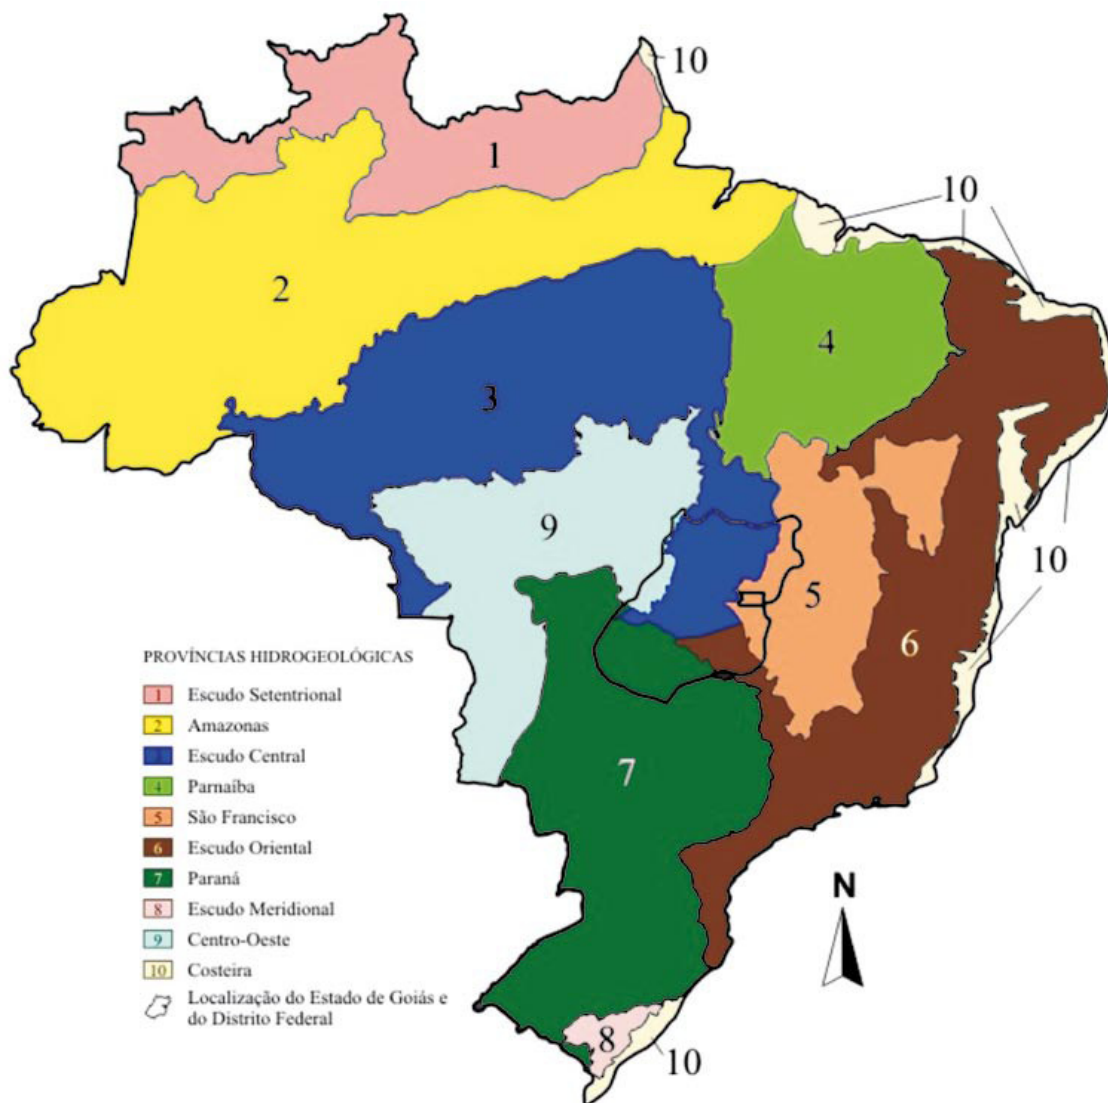 10
1
10
2
4
3
9
10
5
6
PROVÍNCIAS HIDROGEOLÓGICAS
1 Escudo Setentrional
2 Amazonas
3 Escudo Central
4 Parnaíba
5 São Francisco
6 Escudo Oriental
7 Paraná
8 Escudo Meridional
9 Centro-Oeste
10 Costeira
Localização do Estado de Goiás e
do Distrito Federal
7
N
8
10